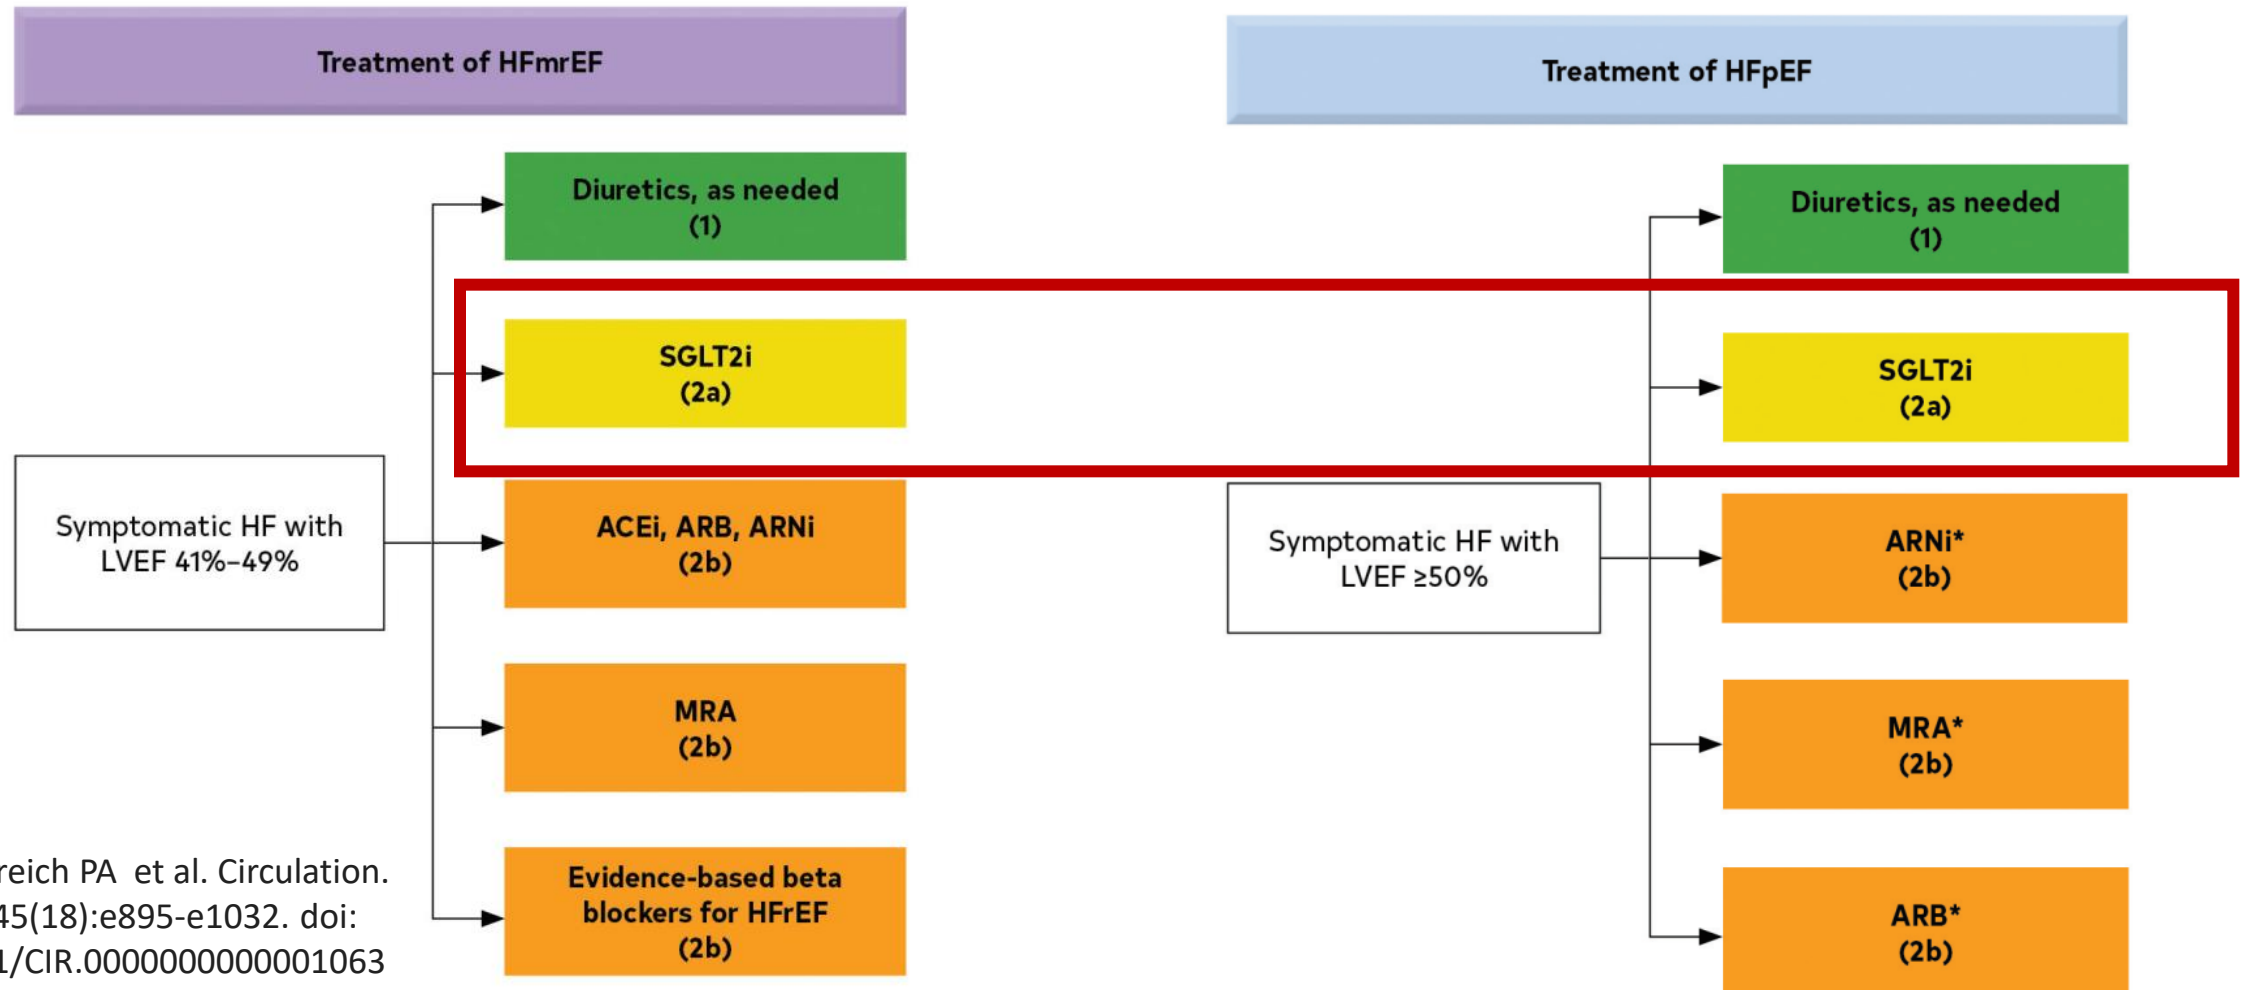 Treatment of HFmrEF
Diuretics, as needed
(1)
SGLT2i
(2a)
Symptomatic HF with
LVEF 41%–49%
ACEi, ARB, ARNi
(2b)
MRA
(2b)
Evidence-based beta
blockers for HFrEF
(2b)
Treatment of HFpEF
Diuretics, as needed
(1)
SGLT2i
(2a)
Symptomatic HF with
LVEF ≥50%
ARNi*
(2b)
MRA*
(2b)
ARB*
(2b)
reich PA et al. Circulation.
45(18):e895-e1032. doi:
1/CIR.0000000000001063